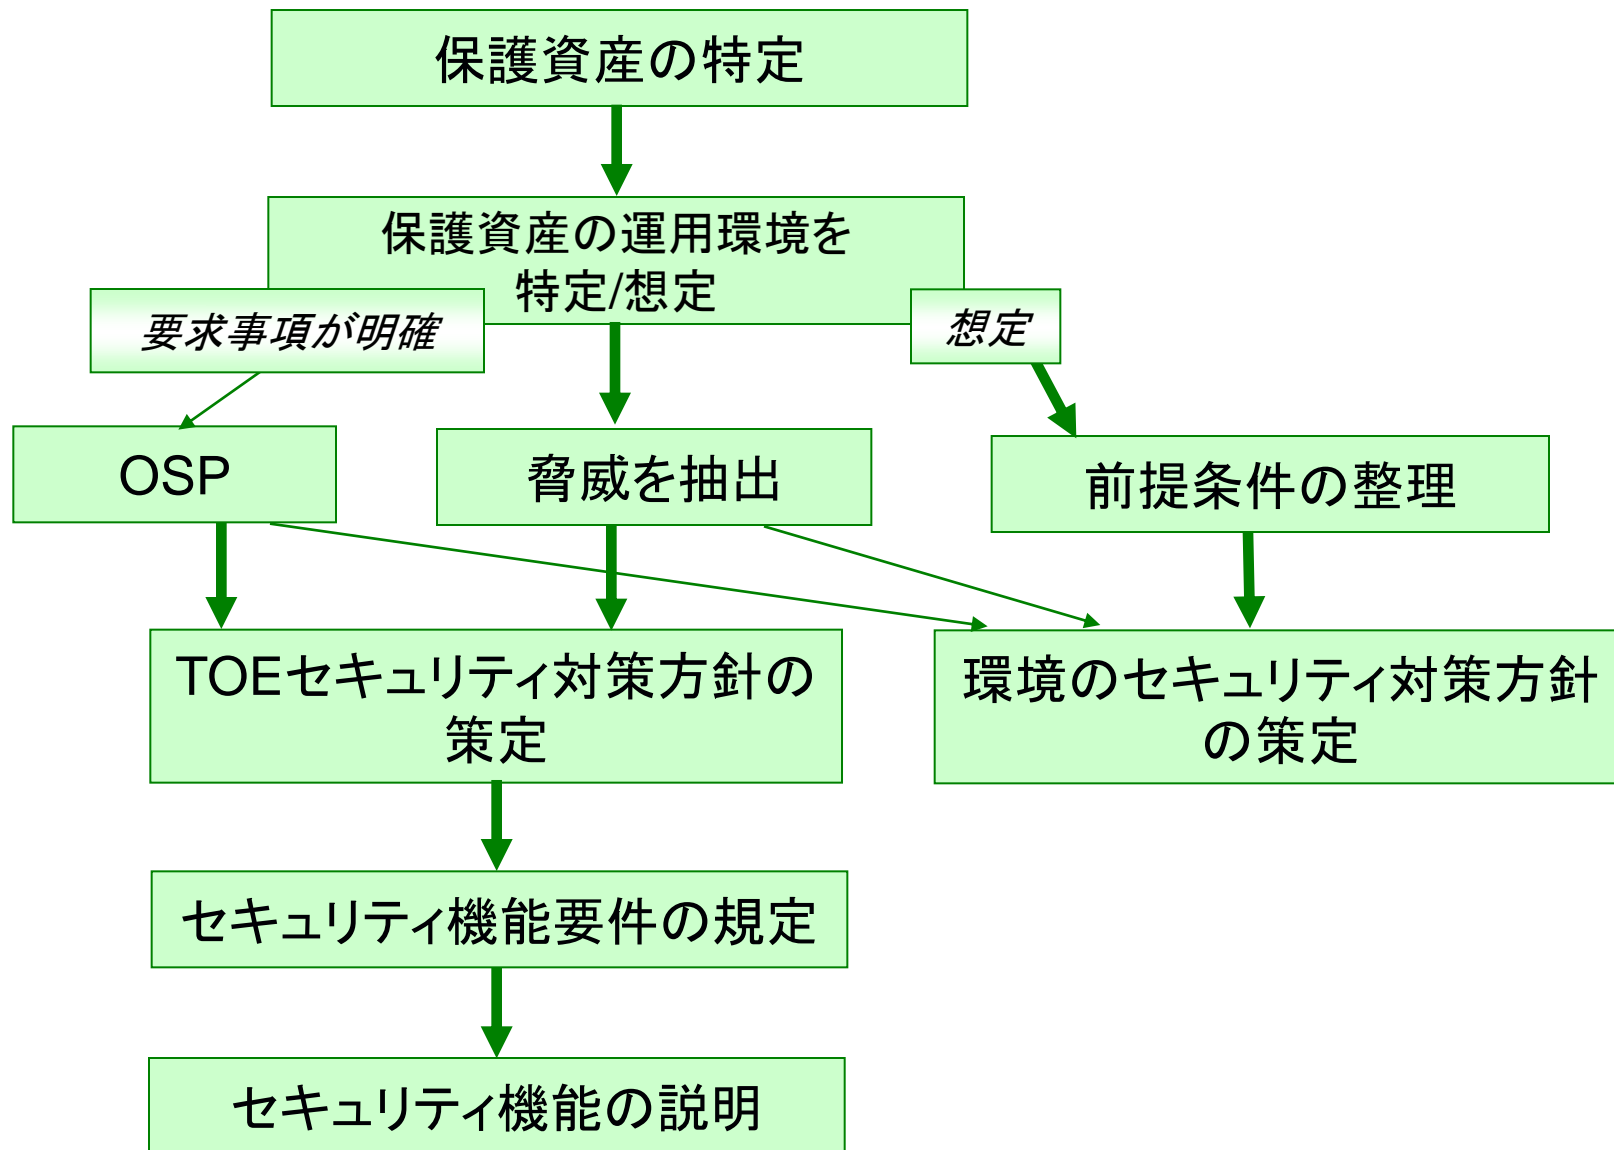 保護資産の特定
保護資産の運用環境を
特定/想定
要求事項が明確
想定
OSP
脅威を抽出
前提条件の整理
TOEセキュリティ対策方針の
策定
環境のセキュリティ対策方針
の策定
セキュリティ機能要件の規定
セキュリティ機能の説明